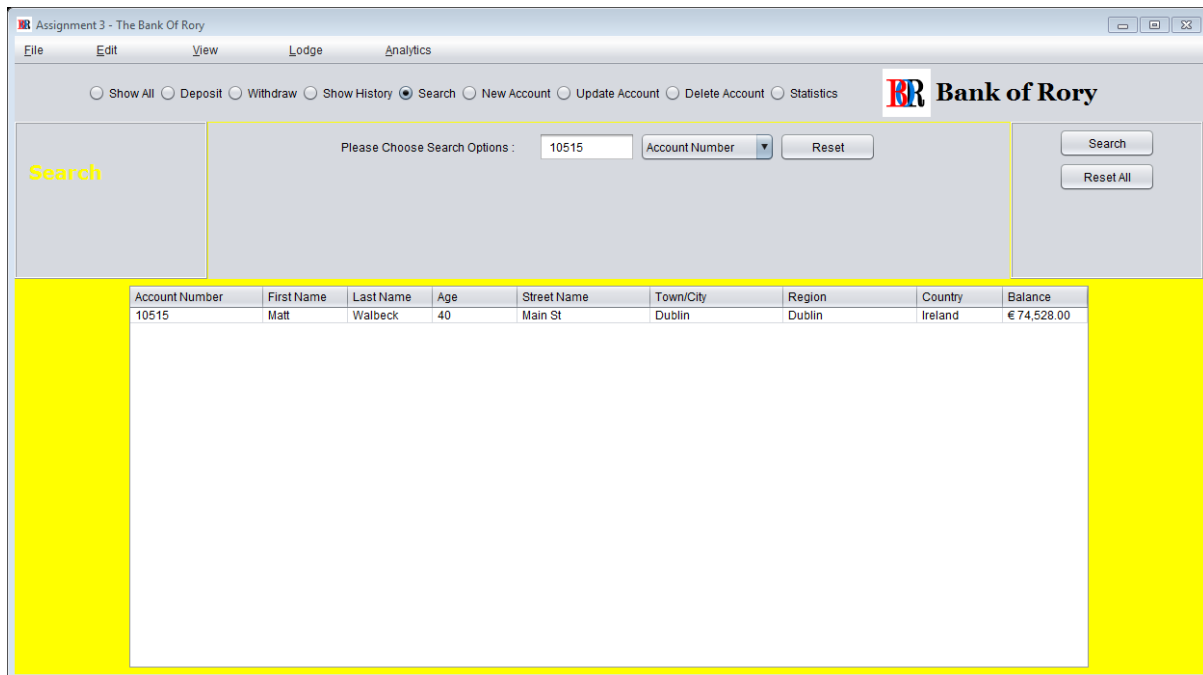 Assignment 3 - The Bank Of Rory
File Edit View Lodge Analytics
Show All Deposit Withdraw Show History Search New Account Update Account Delete Account Statistics
BOR Bank of Rory
Search
Please Choose Search Options : 10515 Account Number Reset
Search
Reset All
Account Number First Name Last Name Age Street Name Town/City Region Country Balance
10515 Matt Walbeck 40 Main St Dublin Dublin Ireland € 74,528.00